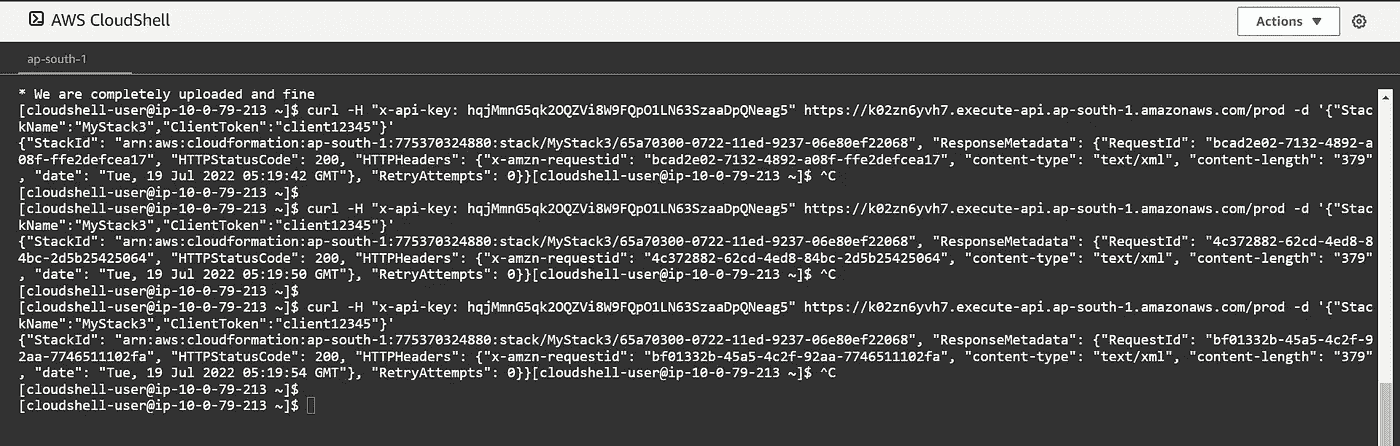 AWS CloudShell
Actions
ap-south-1
* We are completely uploaded and fine
[cloudshell-user@ip-10-0-79-213 ~]$ curl -H "x-api-key: hqjMmnG5qk2OQZVi8W9FQpO1LN63SzaaDpQNeag5" https://k02zn6yvh7.execute-api.ap-south-1.amazonaws.com/prod -d '{"Stac
kName":"MyStack3","ClientToken":"client12345"}'
{"StackId": "arn:aws:cloudformation:ap-south-1:775370324880:stack/MyStack3/65a70300-0722-11ed-9237-06e80ef22068", "ResponseMetadata": {"RequestId": "bcad2e02-7132-4892-a
08f-ffe2defcea17", "HTTPStatusCode": 200, "HTTPHeaders": {"x-amzn-requestid": "bcad2e02-7132-4892-a08f-ffe2defcea17", "content-type": "text/xml", "content-length": "379"
, "date": "Tue, 19 Jul 2022 05:19:42 GMT"}, "RetryAttempts": 0}}[cloudshell-user@ip-10-0-79-213 ~]$ ^C
[cloudshell-user@ip-10-0-79-213 ~]$
[cloudshell-user@ip-10-0-79-213 ~]$ curl -H "x-api-key: hqjMmnG5qk2OQZVi8W9FQpO1LN63SzaaDpQNeag5" https://k02zn6yvh7.execute-api.ap-south-1.amazonaws.com/prod -d '{"Stac
kName":"MyStack3","ClientToken":"client12345"}'
{"StackId": "arn:aws:cloudformation:ap-south-1:775370324880:stack/MyStack3/65a70300-0722-11ed-9237-06e80ef22068", "ResponseMetadata": {"RequestId": "4c372882-62cd-4ed8-8
4bc-2d5b25425064", "HTTPStatusCode": 200, "HTTPHeaders": {"x-amzn-requestid": "4c372882-62cd-4ed8-84bc-2d5b25425064", "content-type": "text/xml", "content-length": "379"
, "date": "Tue, 19 Jul 2022 05:19:50 GMT"}, "RetryAttempts": 0}}[cloudshell-user@ip-10-0-79-213 ~]$ ^C
[cloudshell-user@ip-10-0-79-213 ~]$
[cloudshell-user@ip-10-0-79-213 ~]$ curl -H "x-api-key: hqjMmnG5qk2OQZVi8W9FQpO1LN63SzaaDpQNeag5" https://k02zn6yvh7.execute-api.ap-south-1.amazonaws.com/prod -d '{"Stac
kName":"MyStack3","ClientToken":"client12345"}'
{"StackId": "arn:aws:cloudformation:ap-south-1:775370324880:stack/MyStack3/65a70300-0722-11ed-9237-06e80ef22068", "ResponseMetadata": {"RequestId": "bf01332b-45a5-4c2f-9
2aa-7746511102fa", "HTTPStatusCode": 200, "HTTPHeaders": {"x-amzn-requestid": "bf01332b-45a5-4c2f-92aa-7746511102fa", "content-type": "text/xml", "content-length": "379"
, "date": "Tue, 19 Jul 2022 05:19:54 GMT"}, "RetryAttempts": 0}}[cloudshell-user@ip-10-0-79-213 ~]$ ^C
[cloudshell-user@ip-10-0-79-213 ~]$
[cloudshell-user@ip-10-0-79-213 ~]$